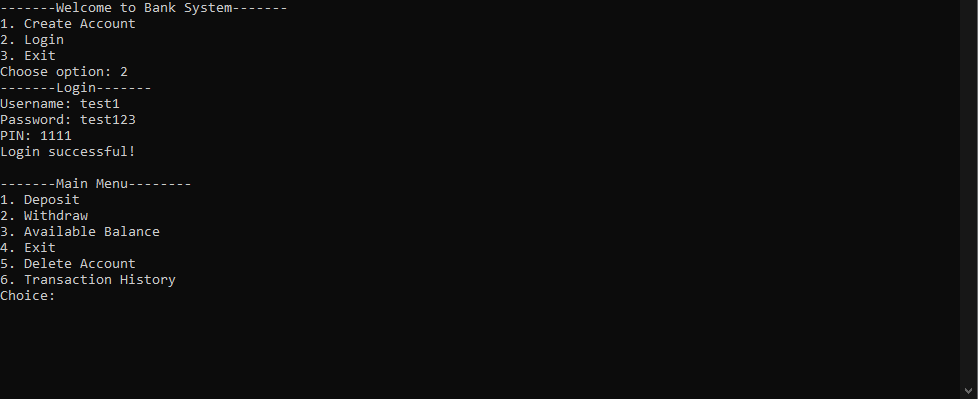 -------Welcome to Bank System-------
1. Create Account
2. Login
3. Exit
Choose option: 2
-------Login-------
Username: test1
Password: test123
PIN: 1111
Login successful!
-------Main Menu--------
1. Deposit
2. Withdraw
3. Available Balance
4. Exit
5. Delete Account
6. Transaction History
Choice: